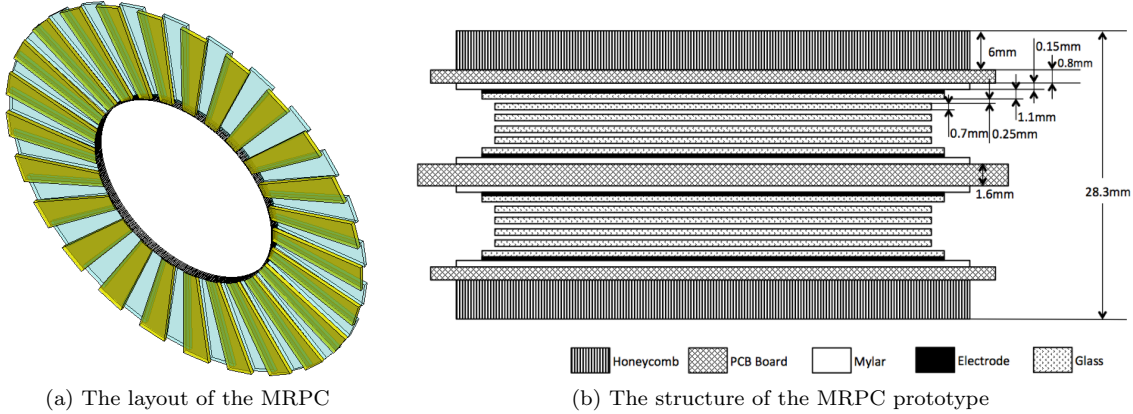 6mm
0.15mm
0.8mm
1.1mm
0.7mm
0.25mm
1.6mm
28.3mm
Honeycomb
PCB Board
Mylar
Electrode
Glass
(a) The layout of the MRPC
(b) The structure of the MRPC prototype